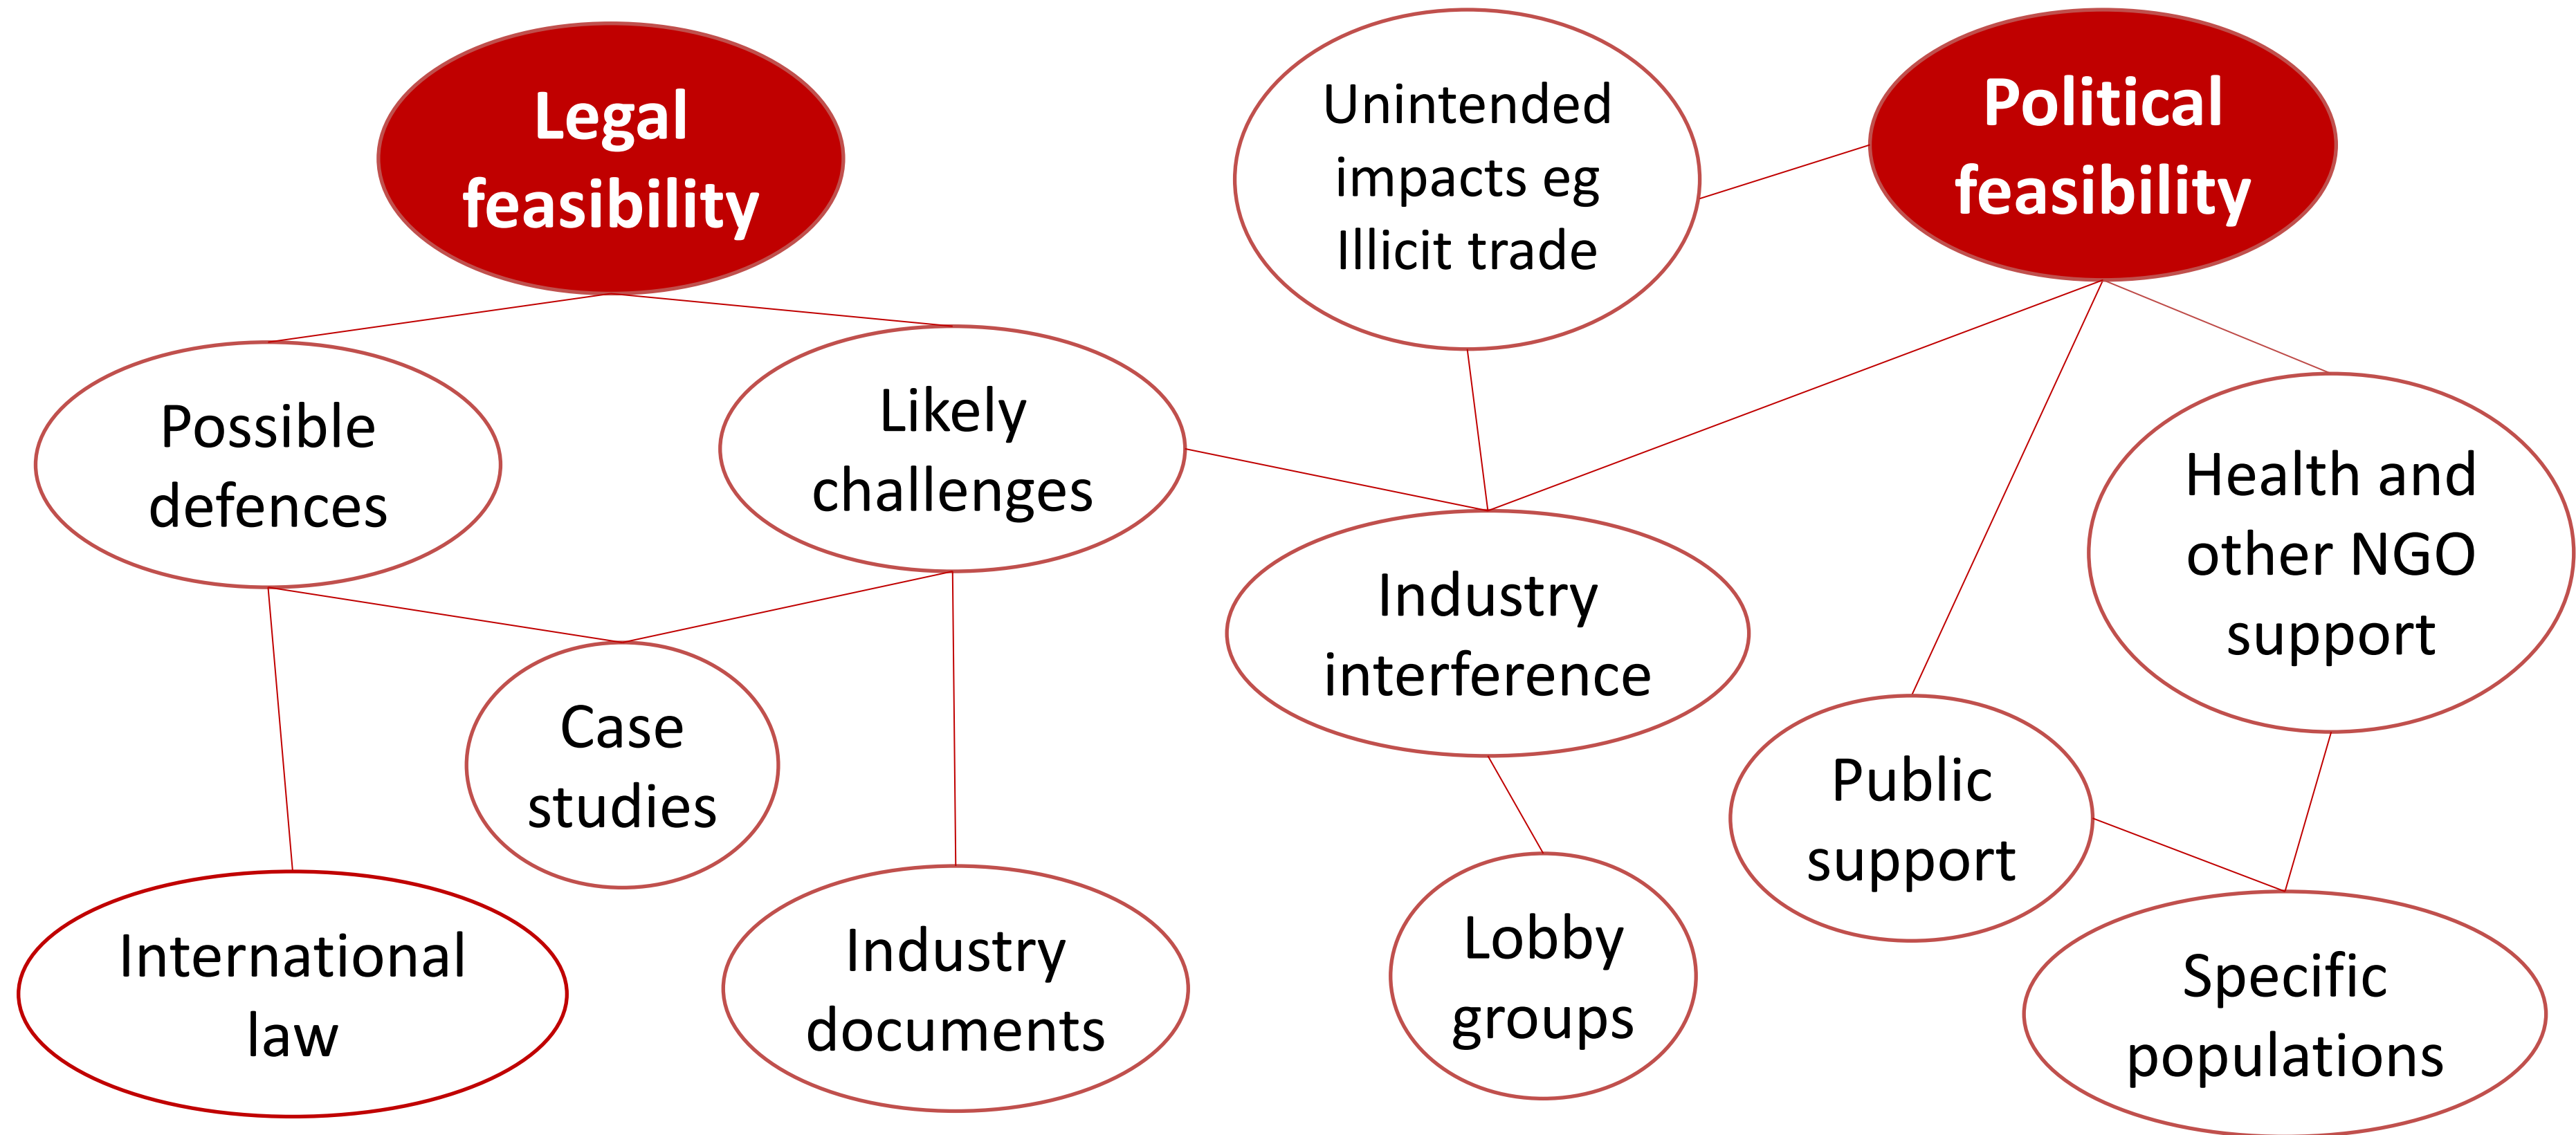 Legal
feasibility
Unintended
impacts eg
Illicit trade
Political
feasibility
Possible
defences
Likely
challenges
Health and
other NGO
support
Industry
interference
Case
studies
Public
support
International
law
Industry
documents
Lobby
groups
Specific
populations